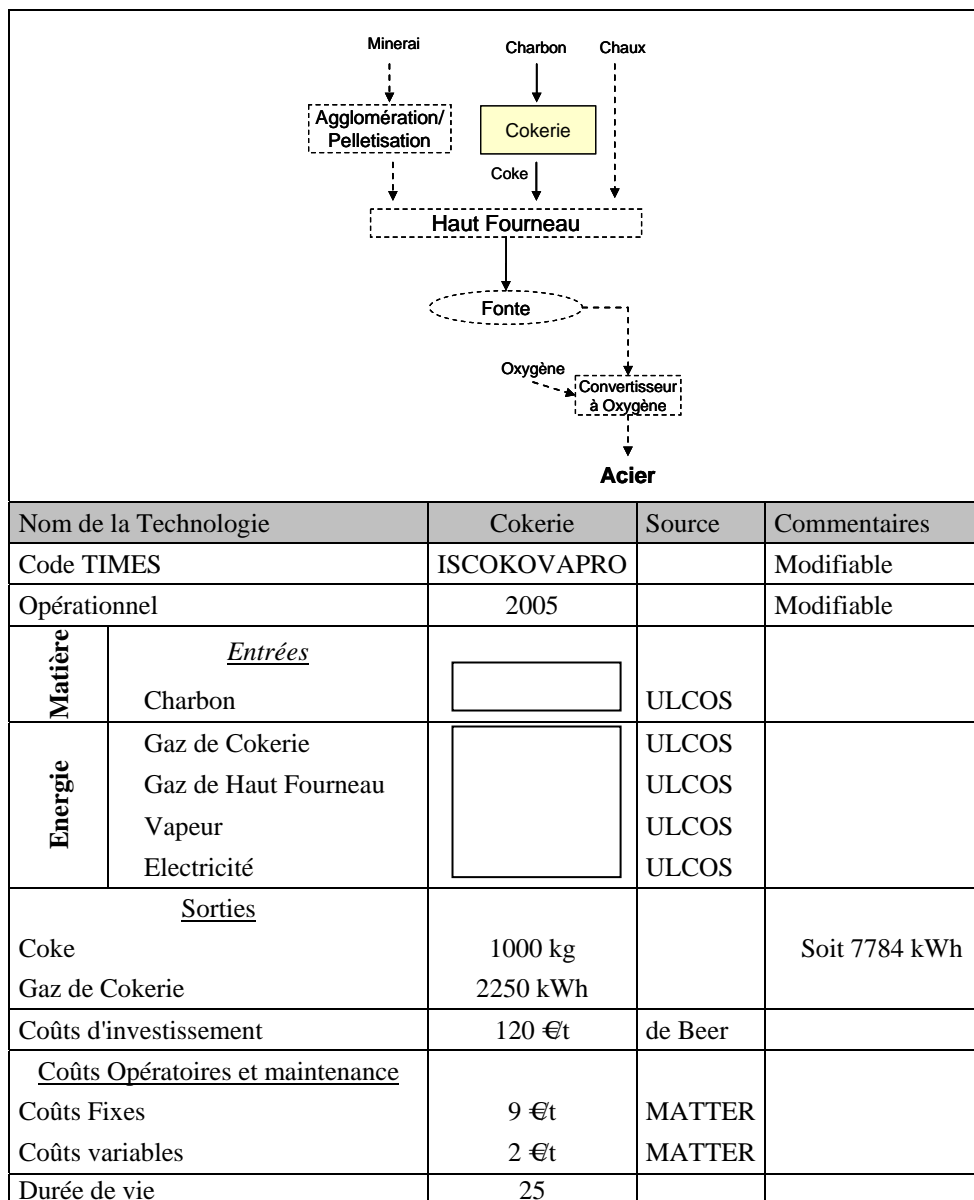 Minerai Charbon Chaux
Agglomération/
Pelletisation
Cokerie
Coke
Haut Fourneau
Fonte
Oxygène
Convertisseur
à Oxygène
Acier
Nom de la Technologie Cokerie Source Commentaires
Code TIMES ISCOKOVAPRO Modifiable
Opérationnel 2005 Modifiable
Matière
Entrées
Charbon ULCOS
Energie
Gaz de Cokerie ULCOS
Gaz de Haut Fourneau ULCOS
Vapeur ULCOS
Electricité ULCOS
Sorties
Coke 1000 kg Soit 7784 kWh
Gaz de Cokerie 2250 kWh
Coûts d'investissement 120 €/t de Beer
Coûts Opératoires et maintenance
Coûts Fixes 9 €/t MATTER
Coûts variables 2 €/t MATTER
Durée de vie 25